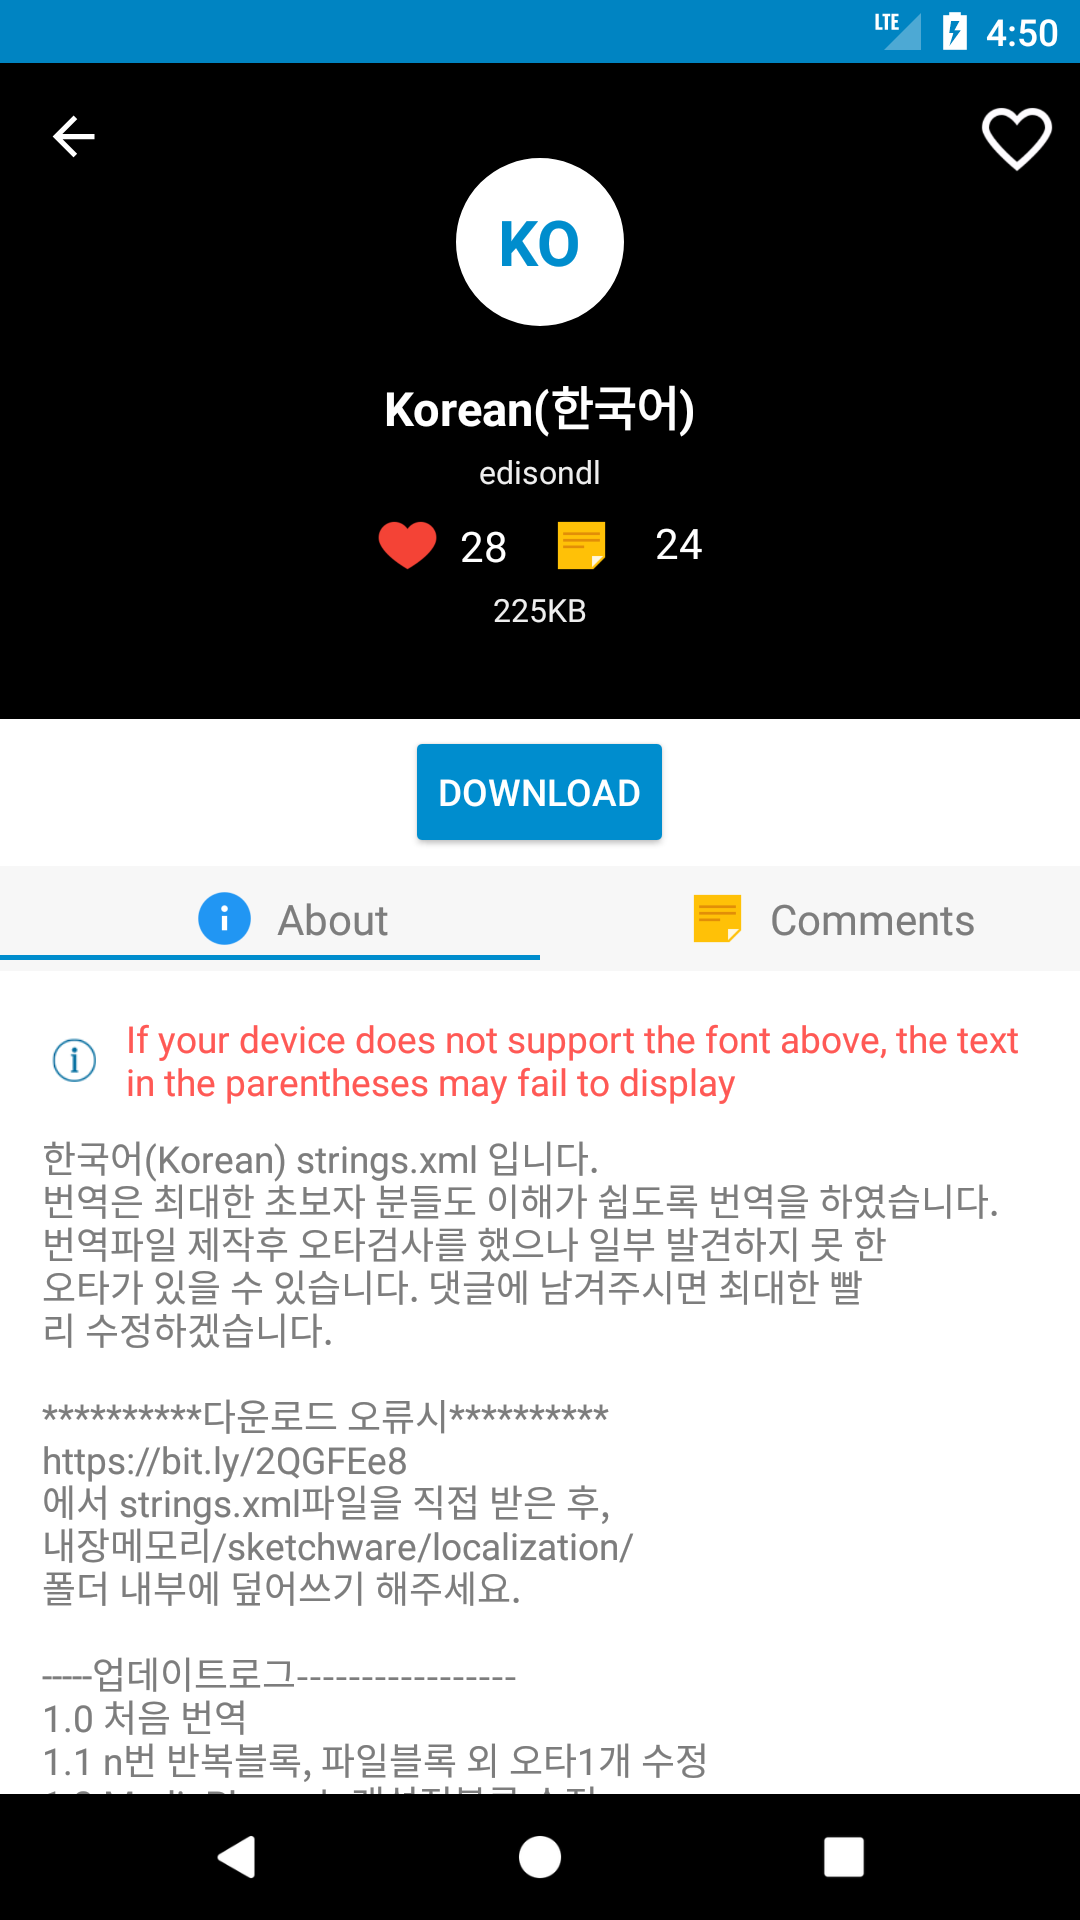 LTE 4:50
KO
Korean(한국어)
edisondl
28 24
225KB
DOWNLOAD
About Comments
If your device does not support the font above, the text
in the parentheses may fail to display
한국어(Korean) strings.xml 입니다.
번역은 최대한 초보자 분들도 이해가 쉽도록 번역을 하였습니다.
번역파일 제작후 오타검사를 했으나 일부 발견하지 못 한
오타가 있을 수 있습니다. 댓글에 남겨주시면 최대한 빨
리 수정하겠습니다.
**********다운로드 오류시**********
https://bit.ly/2QGFEe8
에서 strings.xml파일을 직접 받은 후,
내장메모리/sketchware/localization/
폴더 내부에 덮어쓰기 해주세요.
-----업데이트로그-----------------
1.0 처음 번역
1.1 n번 반복블록, 파일블록 외 오타1개 수정